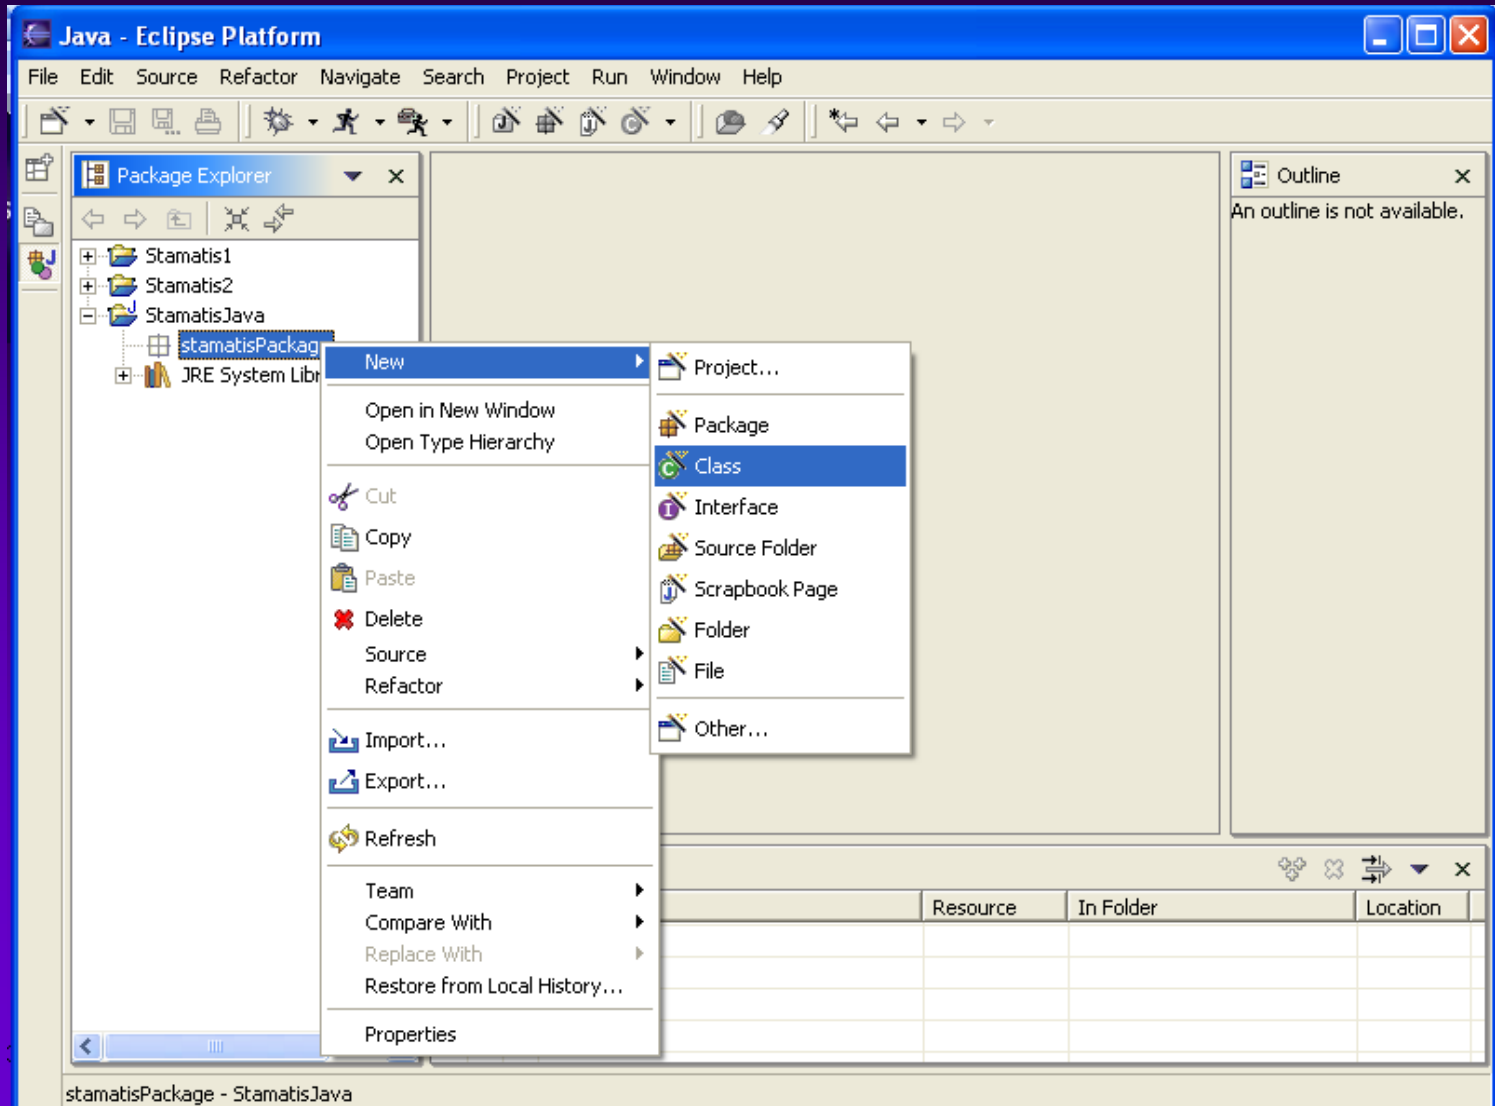 Java - Eclipse Platform
File Edit Source Refactor Navigate Search Project Run Window Help
Package Explorer
Stamatis1
Stamatis2
StamatisJava
stamatisPackag
JRE System Libr
New
Open in New Window
Open Type Hierarchy
Cut
Copy
Paste
Delete
Source
Refactor
Import...
Export...
Refresh
Team
Compare With
Replace With
Restore from Local History...
Properties
Project...
Package
Class
Interface
Source Folder
Scrapbook Page
Folder
File
Other...
Outline
An outline is not available.
Resource In Folder Location
stamatisPackage - StamatisJava